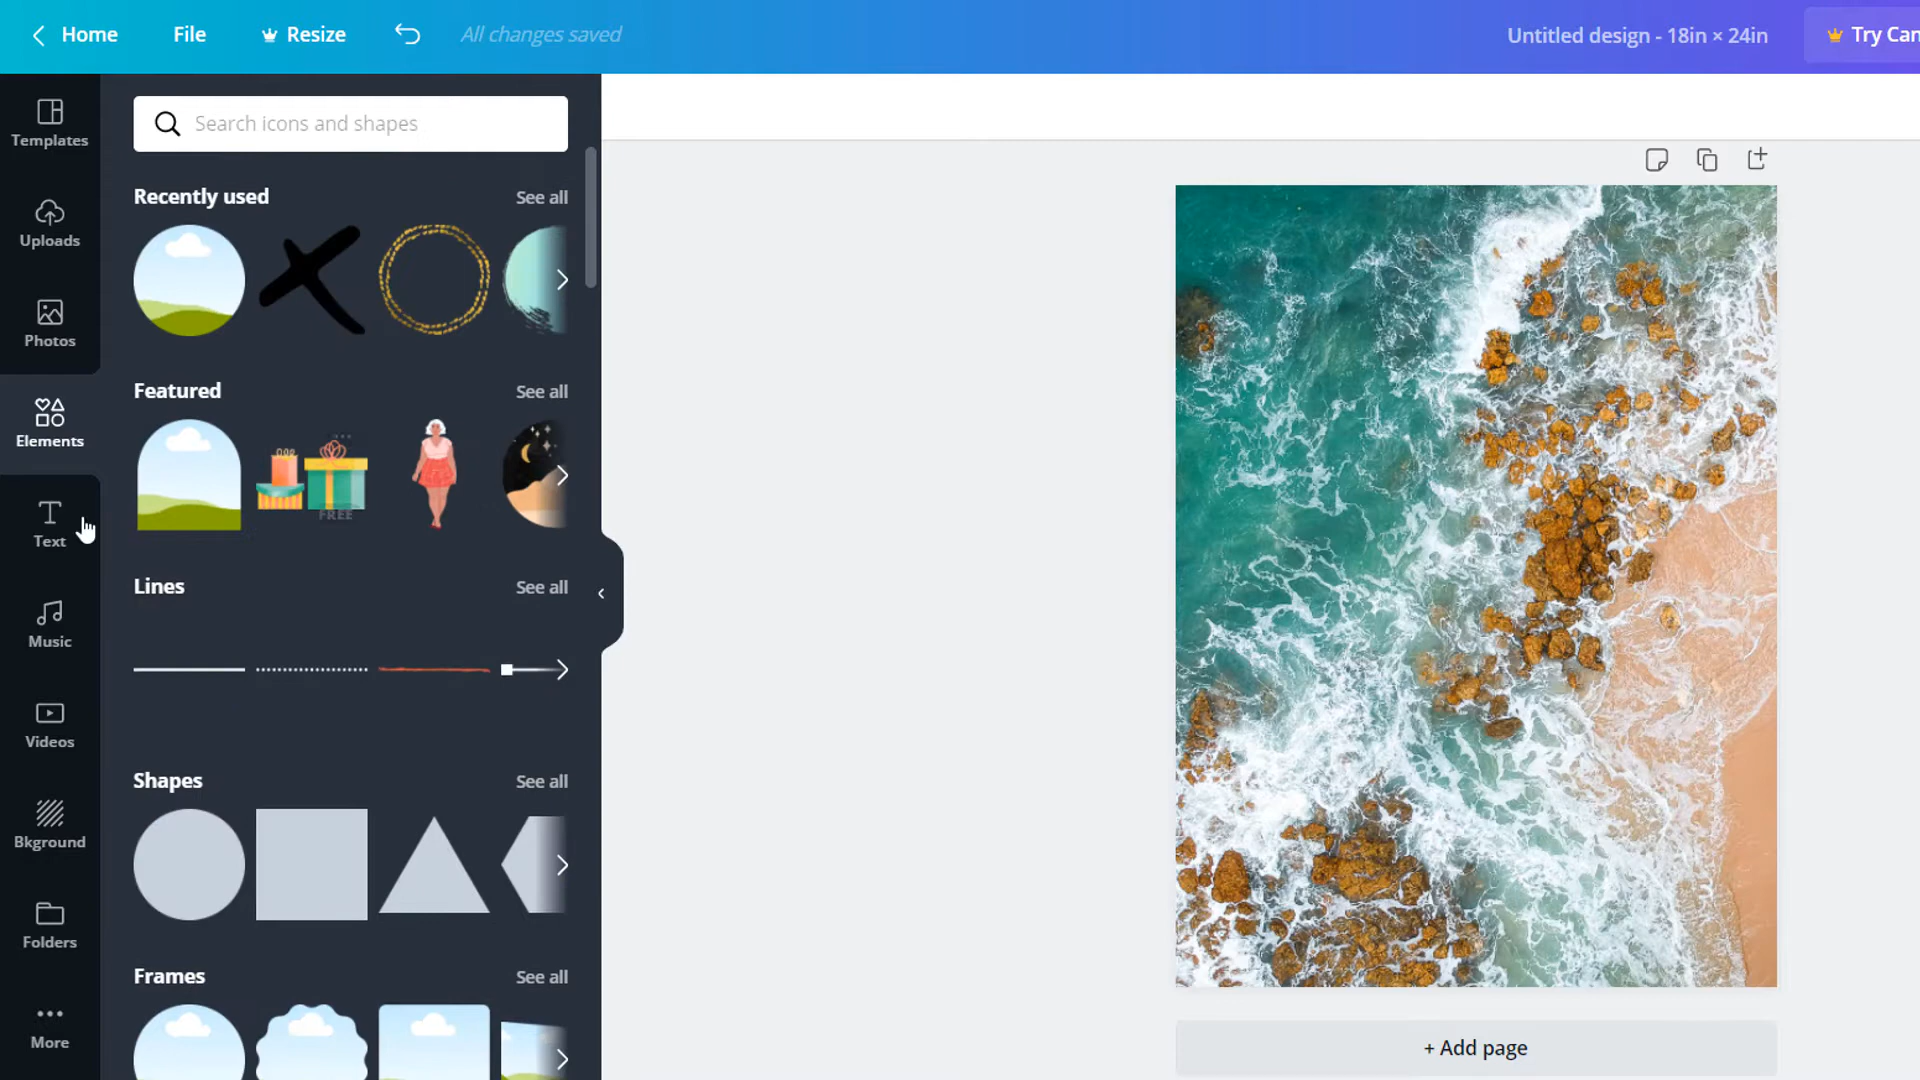 Home File Resize All changes saved Untitled design - 18in × 24in Try Can
Templates
Uploads
Photos
Elements
Text
Music
Videos
Bkground
Folders
More
Search icons and shapes
Recently used See all
Featured See all
FREE
Lines See all
Shapes See all
Frames See all
+ Add page